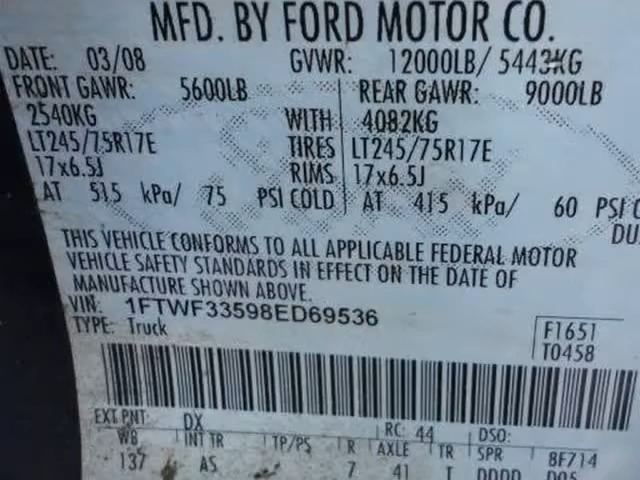 MFD. BY FORD MOTOR CO.
DATE: 03/08 GVWR: 12000LB/ 5443KG
FRONT GAWR: 5600LB REAR GAWR: 9000LB
2540KG WITH 4082KG
LT245/75R17E TIRES LT245/75R17E
17x6.5J RIMS 17x6.5J
AT 515 kPa/ 75 PSI COLD AT 415 kPa/ 60 PSI
DU
THIS VEHICLE CONFORMS TO ALL APPLICABLE FEDERAL MOTOR
VEHICLE SAFETY STANDARDS IN EFFECT ON THE DATE OF
MANUFACTURE SHOWN ABOVE.
VIN: 1FTWF33598ED69536
TYPE: Truck
F1651
T0458
EXT PNT: DX RC: 44 DSO:
WB INT TR TP/PS R AXLE TR SPR 8F714
137 AS 7 41 T DDDD D05